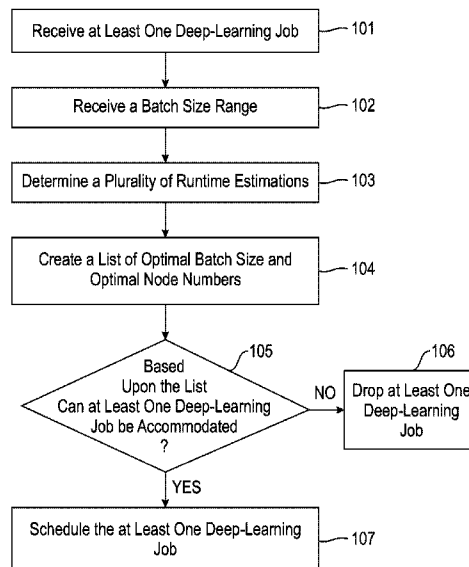 Receive at Least One Deep-Learning Job
101
Receive a Batch Size Range
102
Determine a Plurality of Runtime Estimations
103
Create a List of Optimal Batch Size and
Optimal Node Numbers
104
105
Based
Upon the List
Can at Least One Deep-Learning
Job be Accommodated
?
NO
106
Drop at Least One
Deep-Learning
Job
YES
Schedule the at Least One Deep-Learning
Job
107